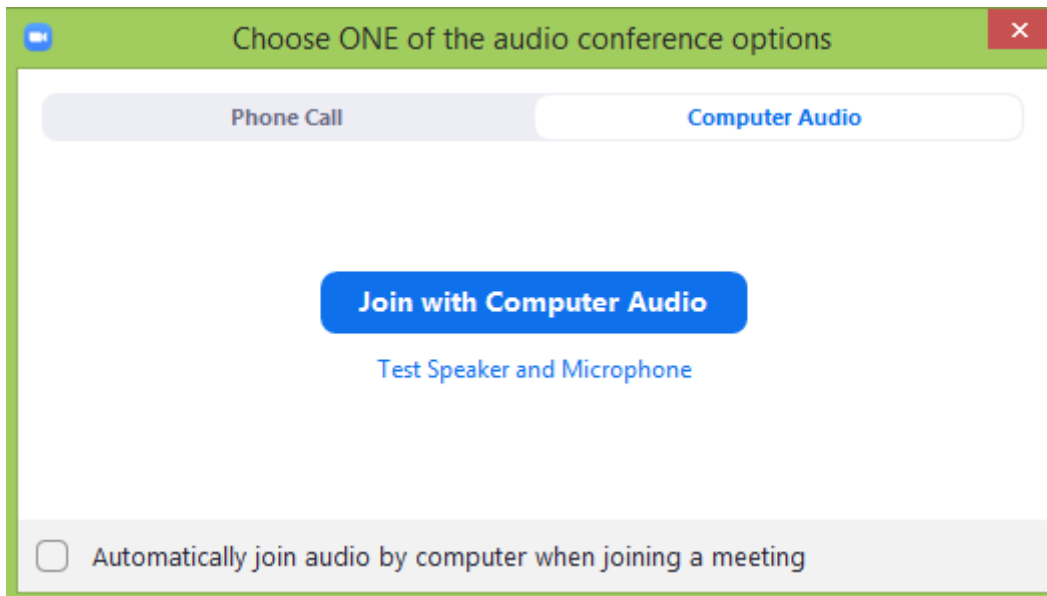 Choose ONE of the audio conference options
Phone Call
Computer Audio
Join with Computer Audio
Test Speaker and Microphone
Automatically join audio by computer when joining a meeting